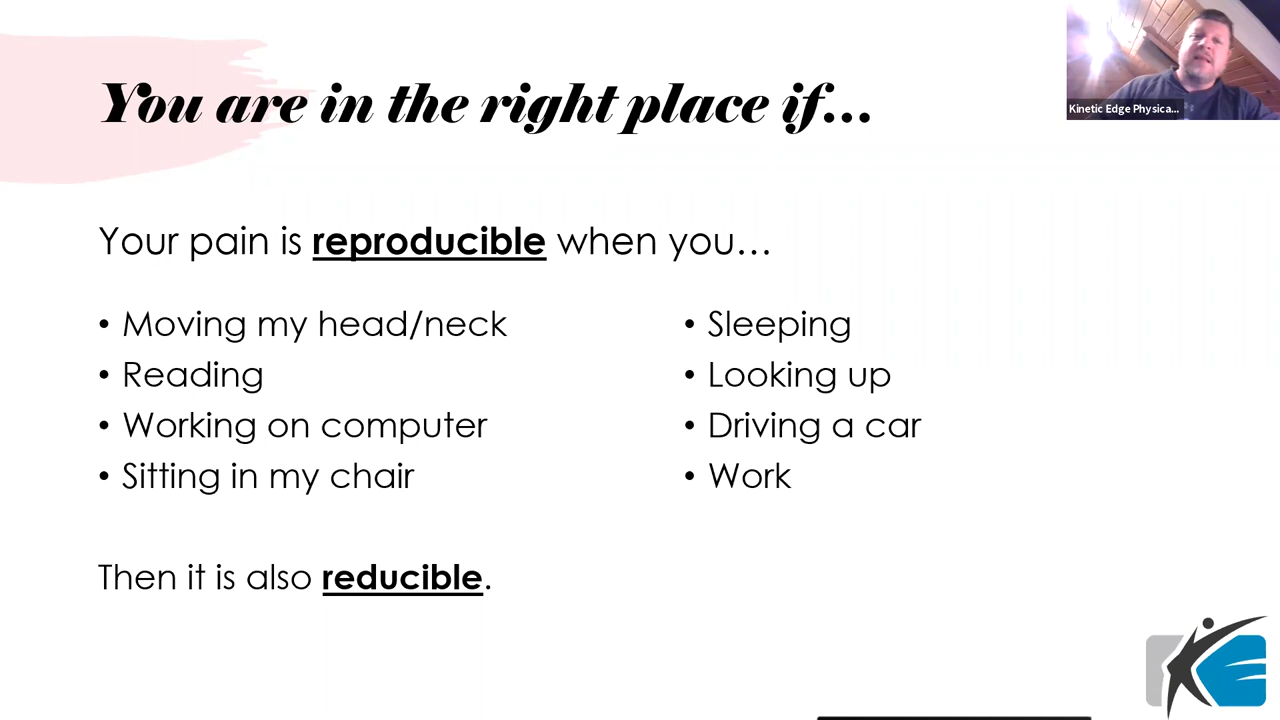 You are in the right place if...
Kinetic Edge Physica...
Your pain is reproducible when you...
• Moving my head/neck
• Reading
• Working on computer
• Sitting in my chair
• Sleeping
• Looking up
• Driving a car
• Work
Then it is also reducible.